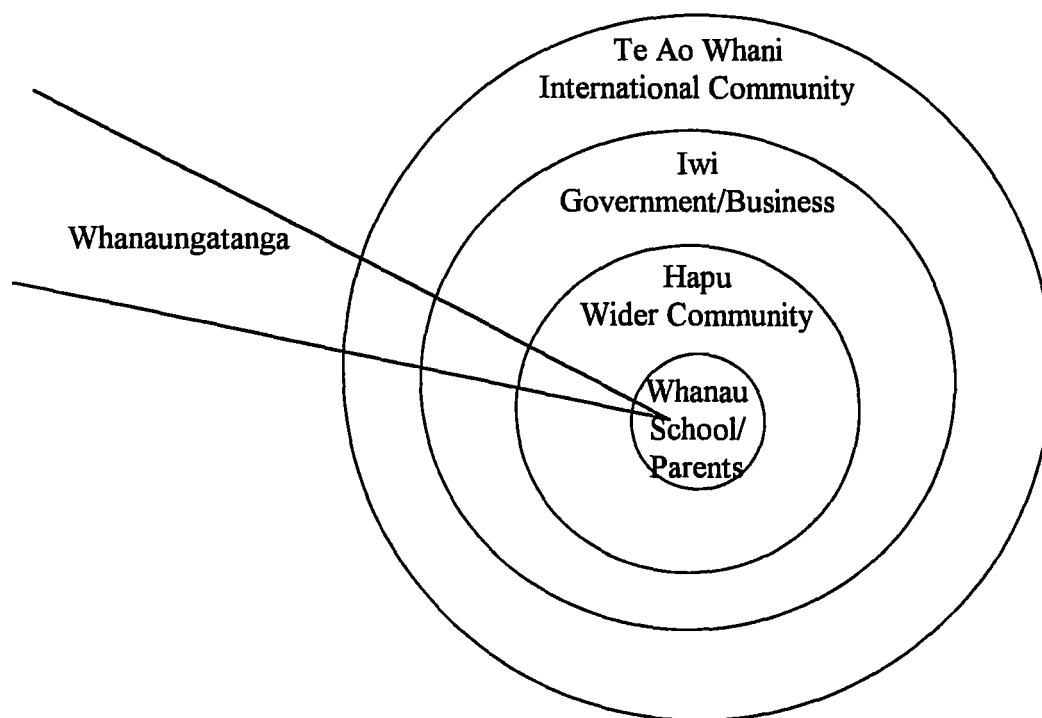 Te Ao Whani
International Community
Iwi
Government/Business
Whanaungatanga
Hapu
Wider Community
Whanau
School/
Parents